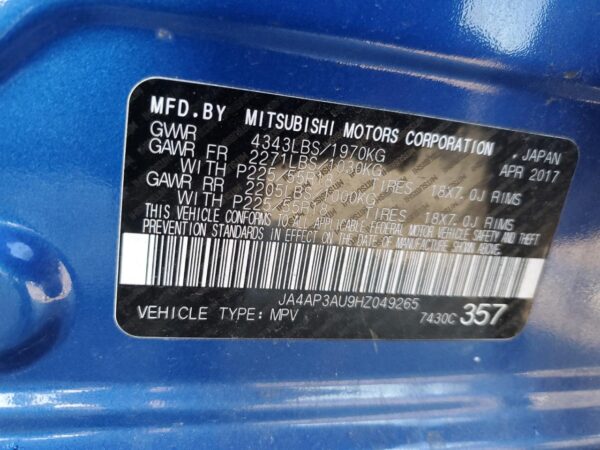 MFD.BY MITSUBISHI MOTORS CORPORATION , JAPAN
GVWR 4343LBS/1970KG APR 2017
GAWR FR 2271LBS/1030KG
WITH P225/55R18 TIRES 18X7.0J RIMS
GAWR RR 2205LBS/1000KG
WITH P225/55R18 TIRES 18X7.0J RIMS
THIS VEHICLE CONFORMS TO ALL APPLICABLE FEDERAL MOTOR VEHICLE SAFETY AND THEFT
PREVENTION STANDARDS IN EFFECT ON THE DATE OF MANUFACTURE SHOWN ABOVE.
JA4AP3AU9HZ049265
VEHICLE TYPE: MPV 7430C 357